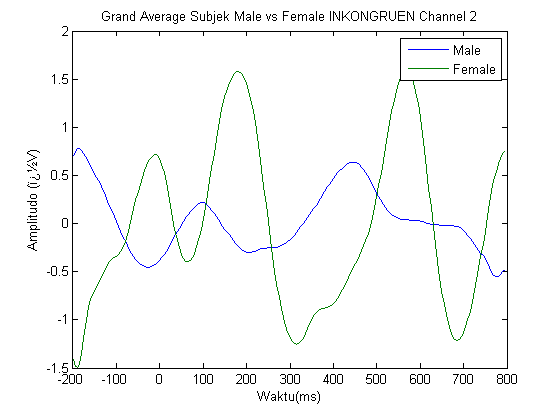 Grand Average Subjek Male vs Female INKONGRUEN Channel 2
2
1.5
1
0.5
0
-0.5
-1
-1.5
Amplitudo (ï¿½V)
Male
Female
-200 -100 0 100 200 300 400 500 600 700 800
Waktu(ms)